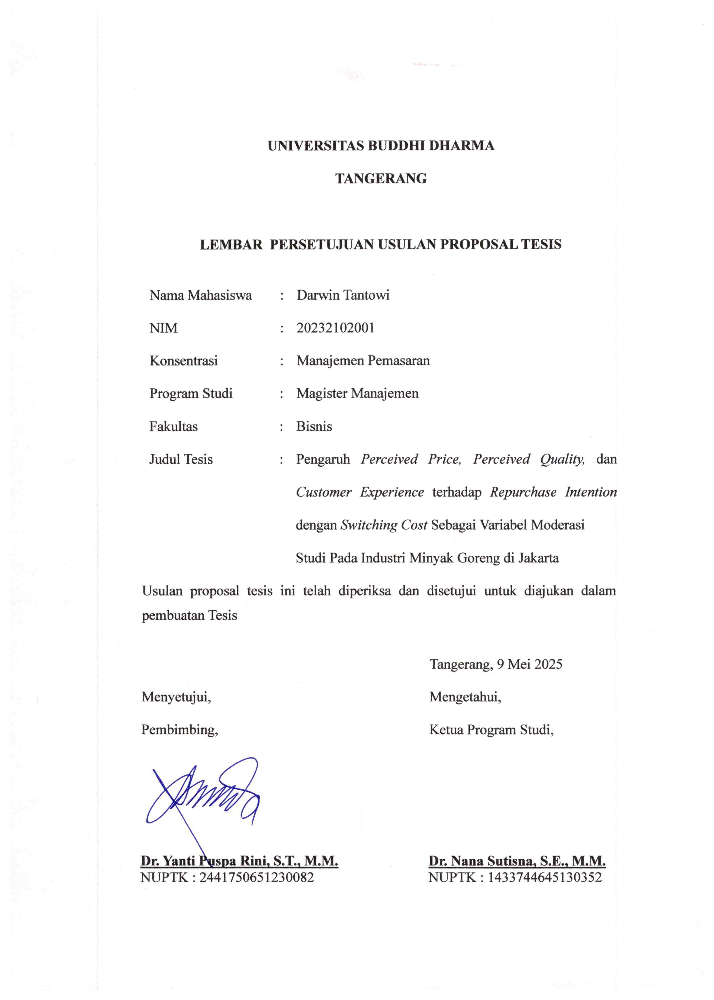 UNIVERSITAS BUDDHI DHARMA
TANGERANG
LEMBAR PERSETUJUAN USULAN PROPOSAL TESIS
Nama Mahasiswa : Darwin Tantowi
NIM : 20232102001
Konsentrasi : Manajemen Pemasaran
Program Studi : Magister Manajemen
Fakultas : Bisnis
Judul Tesis : Pengaruh Perceived Price, Perceived Quality, dan
Customer Experience terhadap Repurchase Intention
dengan Switching Cost Sebagai Variabel Moderasi
Studi Pada Industri Minyak Goreng di Jakarta
Usulan proposal tesis ini telah diperiksa dan disetujui untuk diajukan dalam
pembuatan Tesis
Tangerang, 9 Mei 2025
Menyetujui, Mengetahui,
Pembimbing, Ketua Program Studi,
Dr. Yanti Puspa Rini, S.T., M.M. Dr. Nana Sutisna, S.E., M.M.
NUPTK : 2441750651230082 NUPTK : 1433744645130352